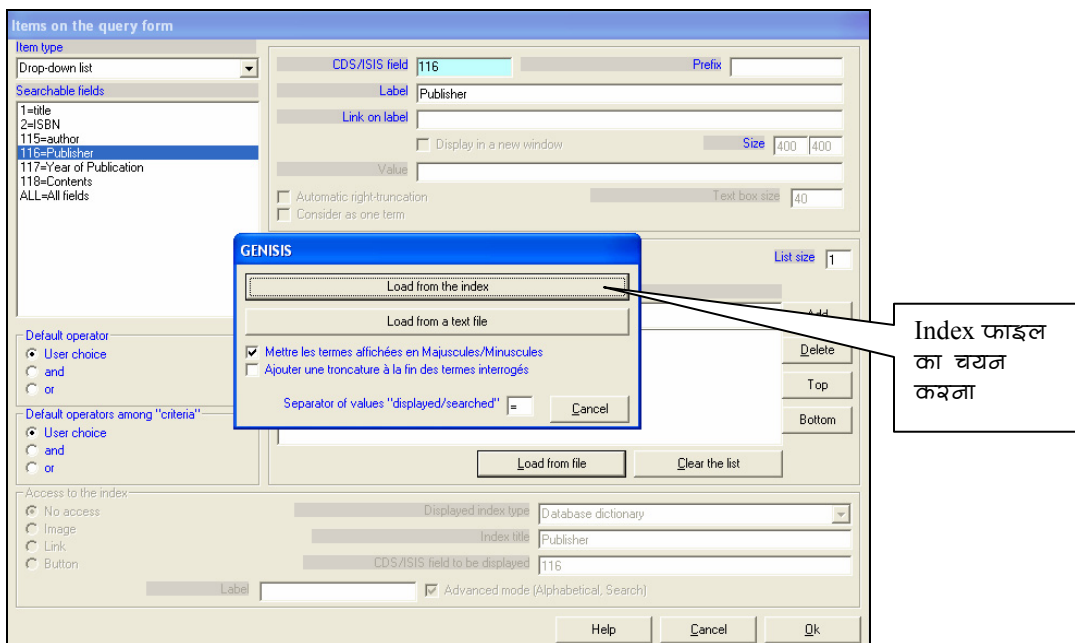 Items on the query form
Item type
Drop-down list
Searchable fields
1=title
2=ISBN
115=author
116=Publisher
117=Year of Publication
118=Contents
ALL=All fields
CDS/ISIS field 116 Prefix
Label Publisher
Link on label
Display in a new window Size 400 400
Value
Automatic right-truncation Text box size 40
Consider as one term
List size 1
GENISIS
Load from the index
Load from a text file
Mettre les termes affichées en Majuscules/Minuscules
Ajouter une troncature à la fin des termes interrogés
Separator of values "displayed/searched" = Cancel
Add
Delete
Top
Bottom
Index फाइल
का चयन
करना
Default operator
User choice
and
or
Default operators among "criteria"
User choice
and
or
Load from file Clear the list
Access to the index
No access
Image
Link
Button
Displayed index type Database dictionary
Index title Publisher
CDS/ISIS field to be displayed 116
Label Advanced mode (Alphabetical, Search)
Help Cancel Ok